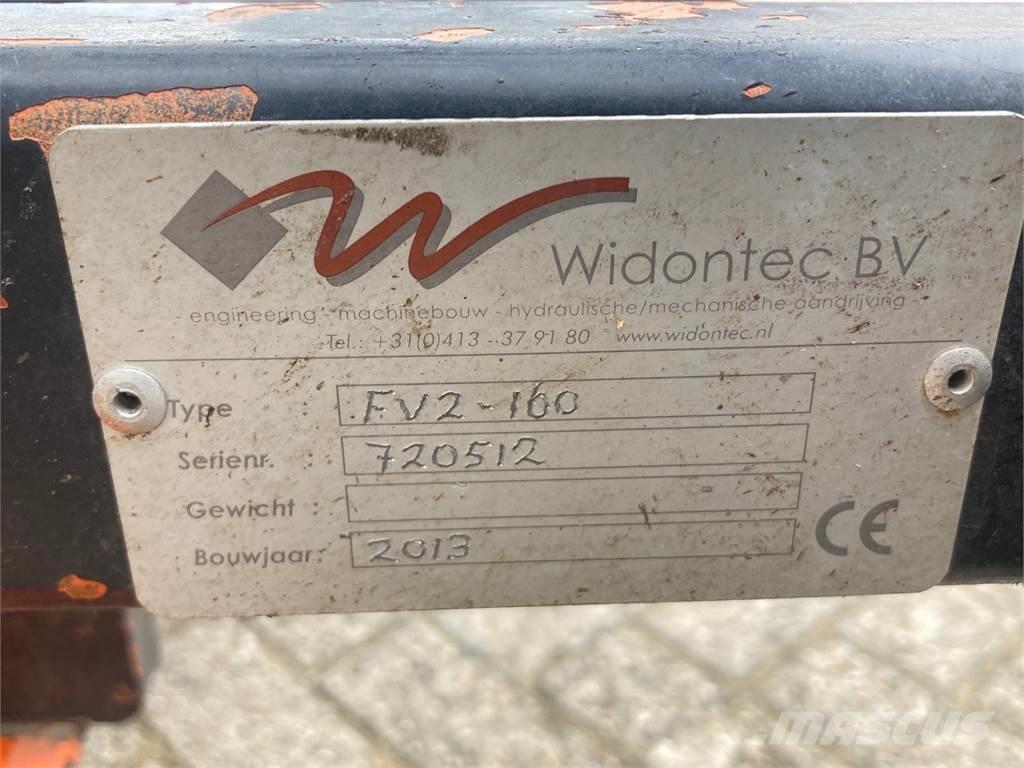 Widontec BV
- engineering - machinebouw - hydraulische/mechanische aandrijving -
Tel.: +31(0)413 - 37 91 80 www.widontec.nl
Type : FV2-160
Serienr. : 720512
Gewicht :
Bouwjaar: 2013
CE
MASCUS